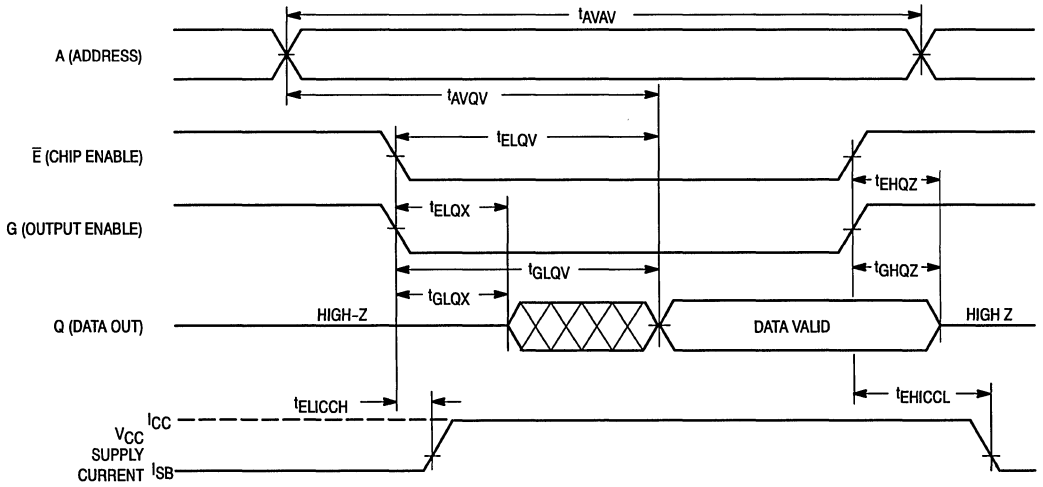 tAVAV
A (ADDRESS)
tAVQV
tELQV
E̅ (CHIP ENABLE)
tEHQZ
tELQX
G (OUTPUT ENABLE)
tGLQV
tGHQZ
tGLQX
HIGH-Z
HIGH Z
Q (DATA OUT)
DATA VALID
tELICCH
tEHICCL
ICC
VCC
SUPPLY
CURRENT ISB